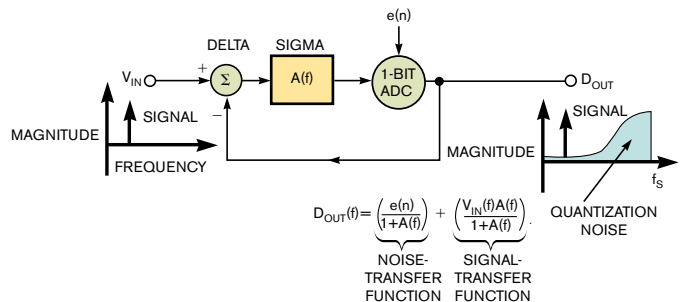 e(n)
DELTA
SIGMA
V_IN
+
Σ
−
A(f)
1-BIT
ADC
D_OUT
MAGNITUDE
SIGNAL
FREQUENCY
MAGNITUDE
SIGNAL
f_S
QUANTIZATION
NOISE
D_OUT(f)=(e(n)/1+A(f)) + (V_IN(f)A(f)/1+A(f)).
NOISE-
TRANSFER
FUNCTION
SIGNAL-
TRANSFER
FUNCTION